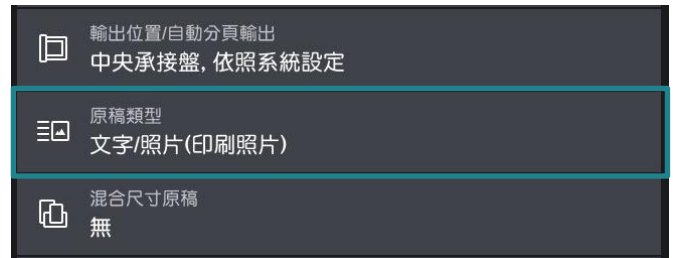 輸出位置/自動分頁輸出
中央承接盤, 依照系統設定
原稿類型
文字/照片(印刷照片)
混合尺寸原稿
無